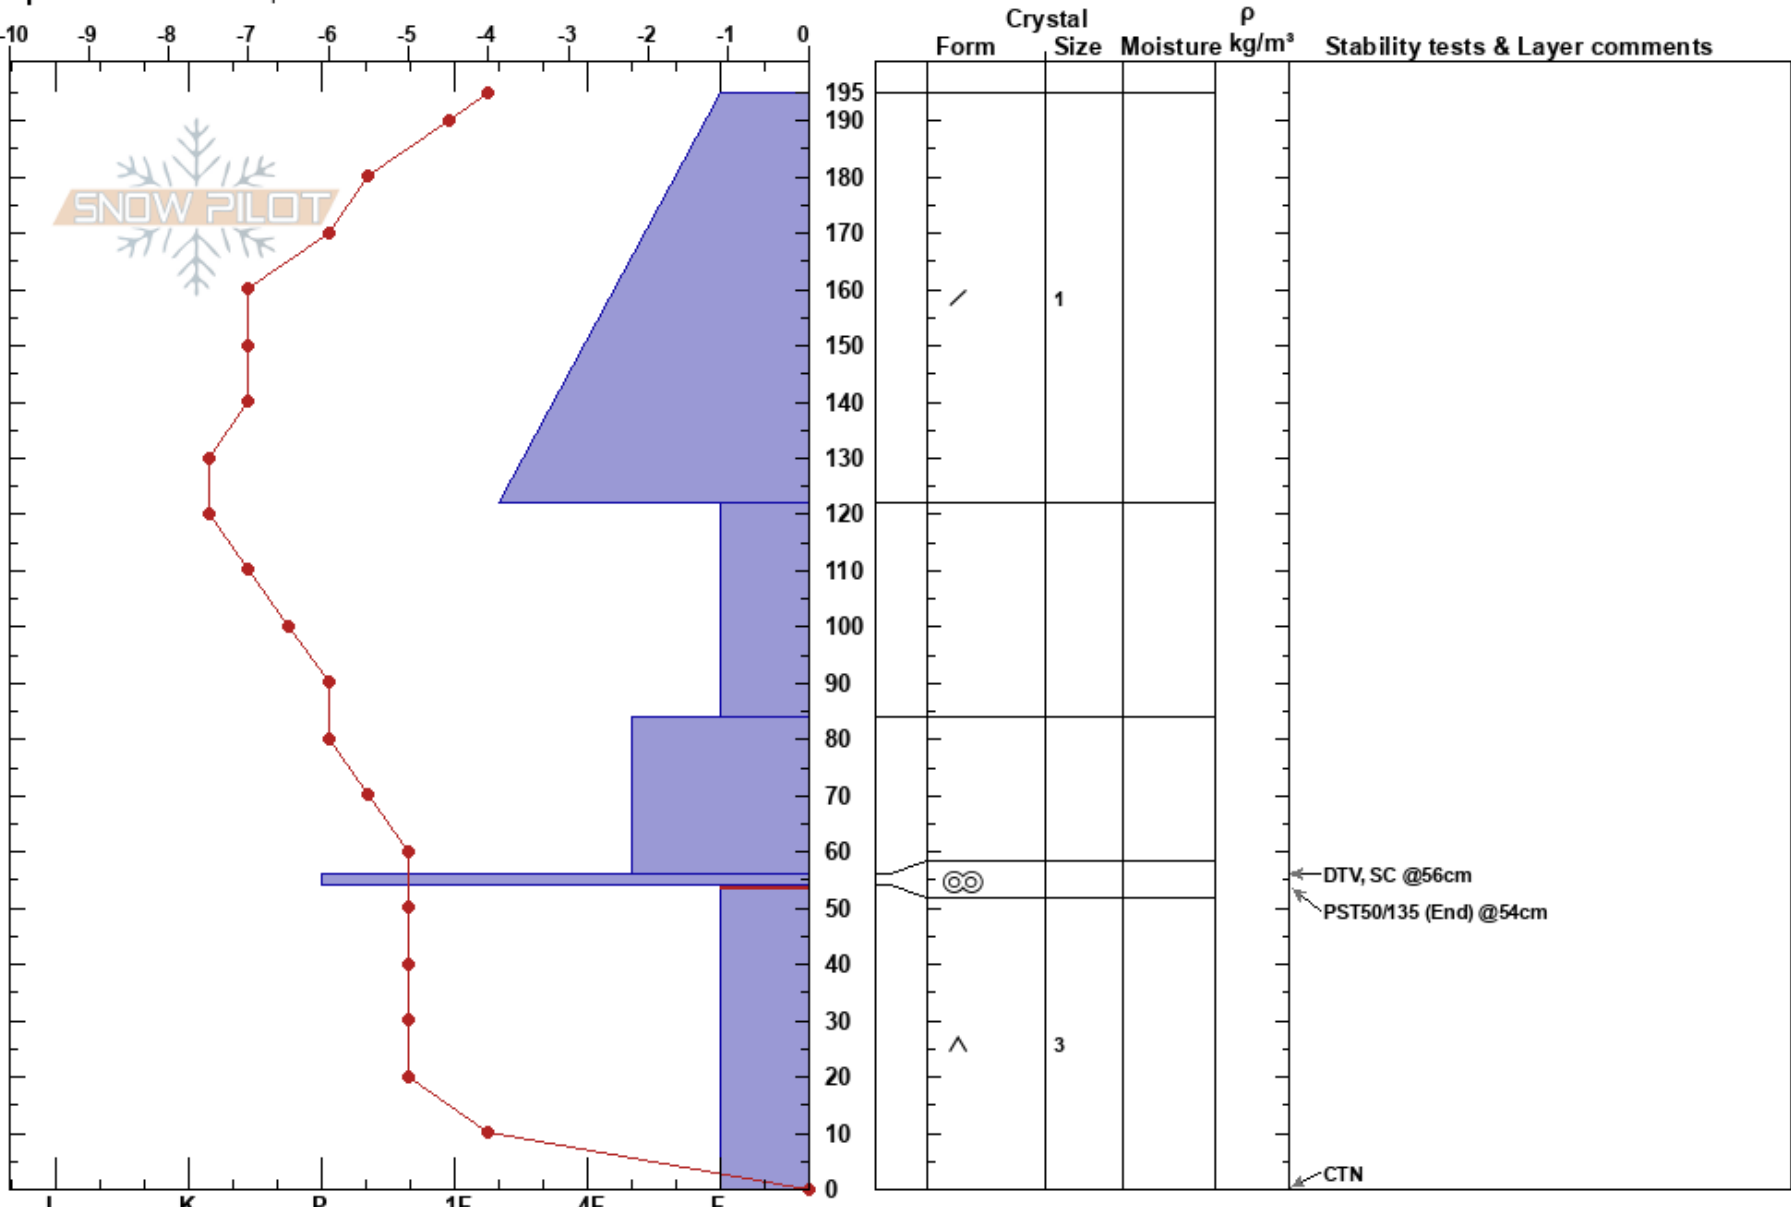 Crystal ρ
-10 -9 -8 -7 -6 -5 -4 -3 -2 -1 0 Form Size Moisture kg/m³ Stability tests & Layer comments
195
190
180
SNOW PILOT
170
160 1
150
140
130
120
110
100
90
80
70
60
DTV, SC @56cm
50 PST50/135 (End) @54cm
40
30 3
20
10
CTN
0
I K P 1F 4F F